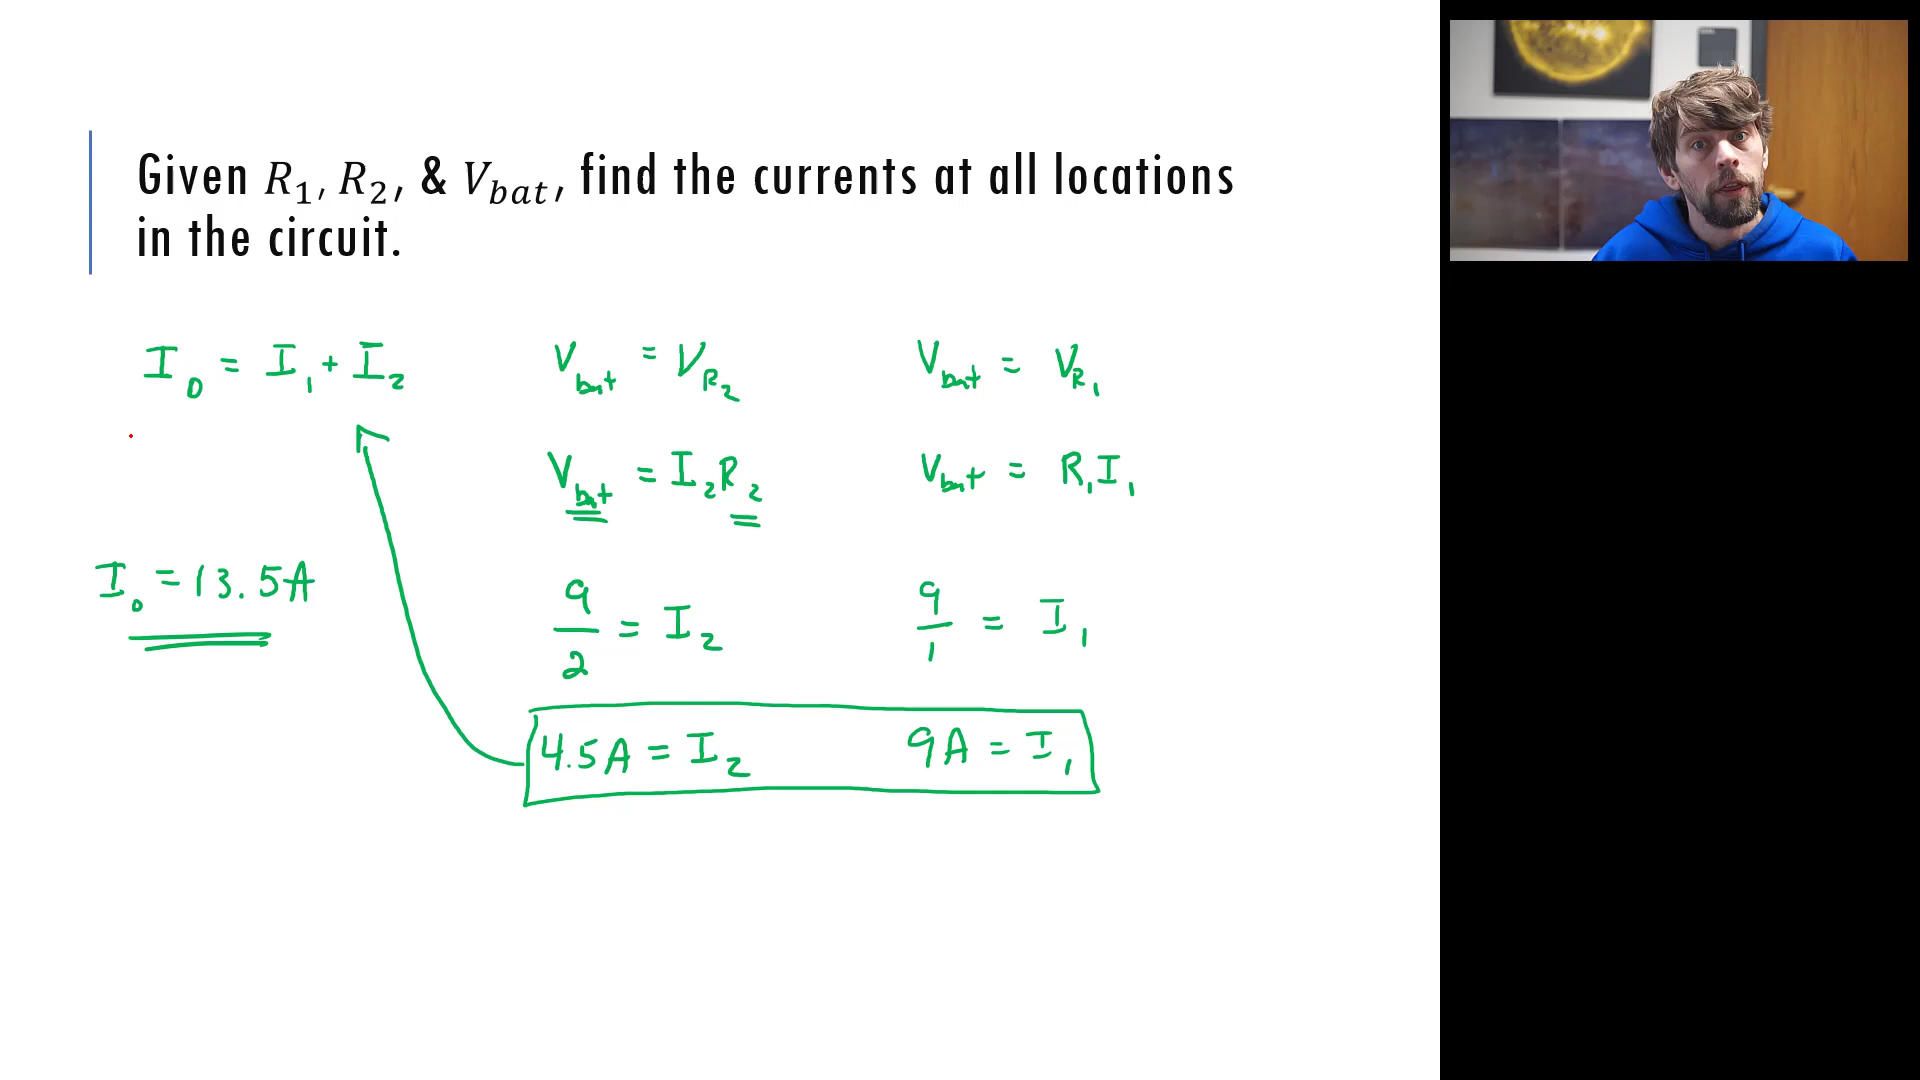 Given R₁, R₂, & V_bat, find the currents at all locations
in the circuit.
I₀ = I₁ + I₂
I₀ = 13.5A
V_bat = V_R₂
V_bat = I₂R₂
9/2 = I₂
4.5A = I₂
V_bat = V_R₁
V_bat = R₁I₁
9/1 = I₁
9A = I₁